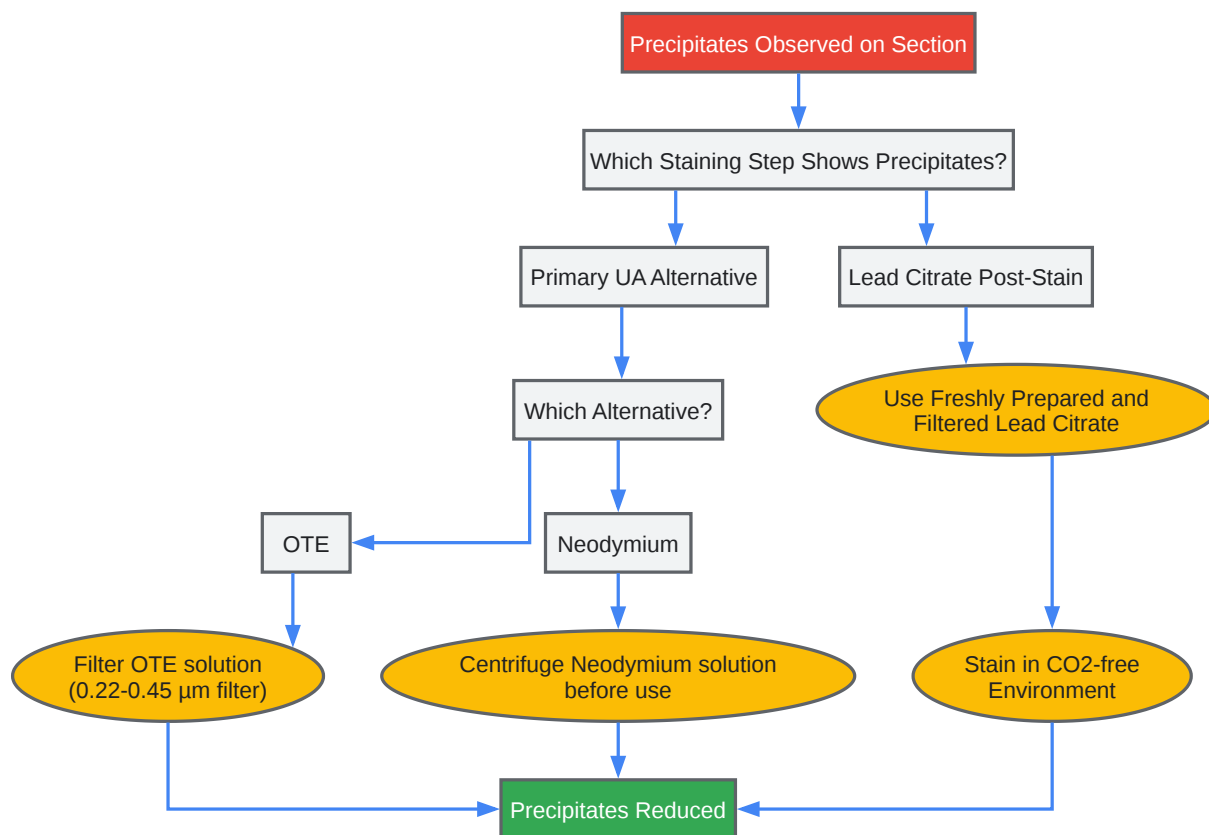 Precipitates Observed on Section
Which Staining Step Shows Precipitates?
Primary UA Alternative
Lead Citrate Post-Stain
Use Freshly Prepared and
Filtered Lead Citrate
Which Alternative?
OTE
Neodymium
Filter OTE solution
(0.22-0.45 µm filter)
Centrifuge Neodymium solution
before use
Stain in CO2-free
Environment
Precipitates Reduced